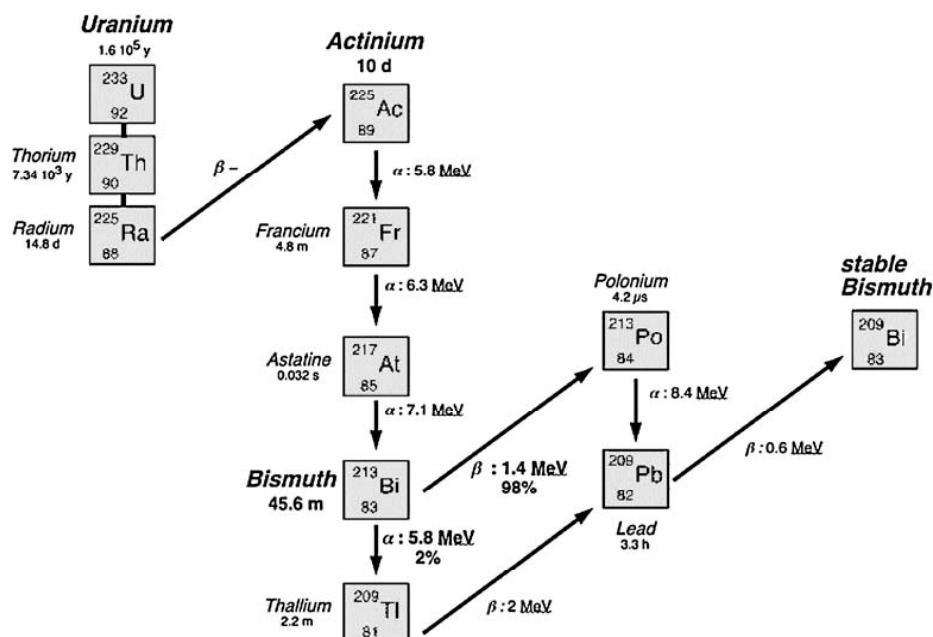 Uranium
1.6 10⁵ y
233
U
92
Thorium
7.34 10³ y
229
Th
90
Radium
14.8 d
225
Ra
88
β –
Actinium
10 d
225
Ac
89
α : 5.8 MeV
Francium
4.8 m
221
Fr
87
α : 6.3 MeV
Astatine
0.032 s
217
At
85
α : 7.1 MeV
Bismuth
45.6 m
213
Bi
83
α : 5.8 MeV
2%
Thallium
2.2 m
209
Tl
81
β : 1.4 MeV
98%
β : 2 MeV
Polonium
4.2 µs
213
Po
84
α : 8.4 MeV
209
Pb
82
Lead
3.3 h
β : 0.6 MeV
stable
Bismuth
209
Bi
83